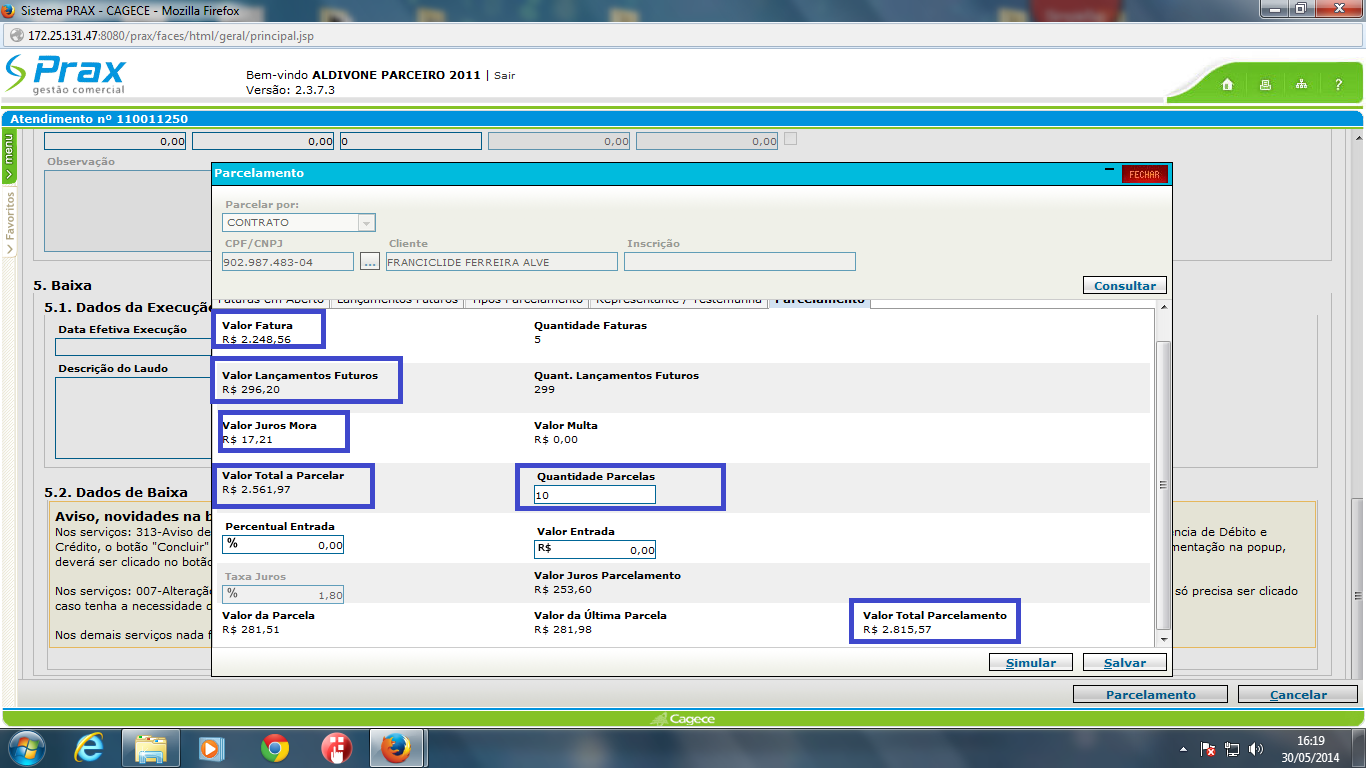 Sistema PRAX - CAGECE - Mozilla Firefox
172.25.131.47:8080/prax/faces/html/geral/principal.jsp
Prax
gestão comercial
Bem-vindo ALDIVONE PARCEIRO 2011 | Sair
Versão: 2.3.7.3
?
Atendimento nº 110011250
menu
Favoritos
0,00 0,00 0 0,00 0,00
Observação
Parcelamento
FECHAR
Parcelar por:
CONTRATO
CPF/CNPJ Cliente Inscrição
902.987.483-04 ... FRANCICLIDE FERREIRA ALVE
Consultar
Faturas em Aberto Lançamentos Futuros Tipos Parcelamento Representante / Testemunha Parcelamento
Valor Fatura Quantidade Faturas
R$ 2.248,56 5
Valor Lançamentos Futuros Quant. Lançamentos Futuros
R$ 296,20 299
Valor Juros Mora Valor Multa
R$ 17,21 R$ 0,00
Valor Total a Parcelar Quantidade Parcelas
R$ 2.561,97 10
Percentual Entrada Valor Entrada
% 0,00 R$ 0,00
Taxa Juros Valor Juros Parcelamento
% 1,80 R$ 253,60
Valor da Parcela Valor da Última Parcela Valor Total Parcelamento
R$ 281,51 R$ 281,98 R$ 2.815,57
Simular Salvar
5. Baixa
5.1. Dados da Execução
Data Efetiva Execução
Descrição do Laudo
5.2. Dados de Baixa
Aviso, novidades na b
Nos serviços: 313-Aviso de
Crédito, o botão "Concluir"
deverá ser clicado no botão
Nos serviços: 007-Alteração
caso tenha a necessidade d
Nos demais serviços nada f
ncia de Débito e
mentação na popup,
só precisa ser clicado
Parcelamento Cancelar
Cagece
16:19
30/05/2014